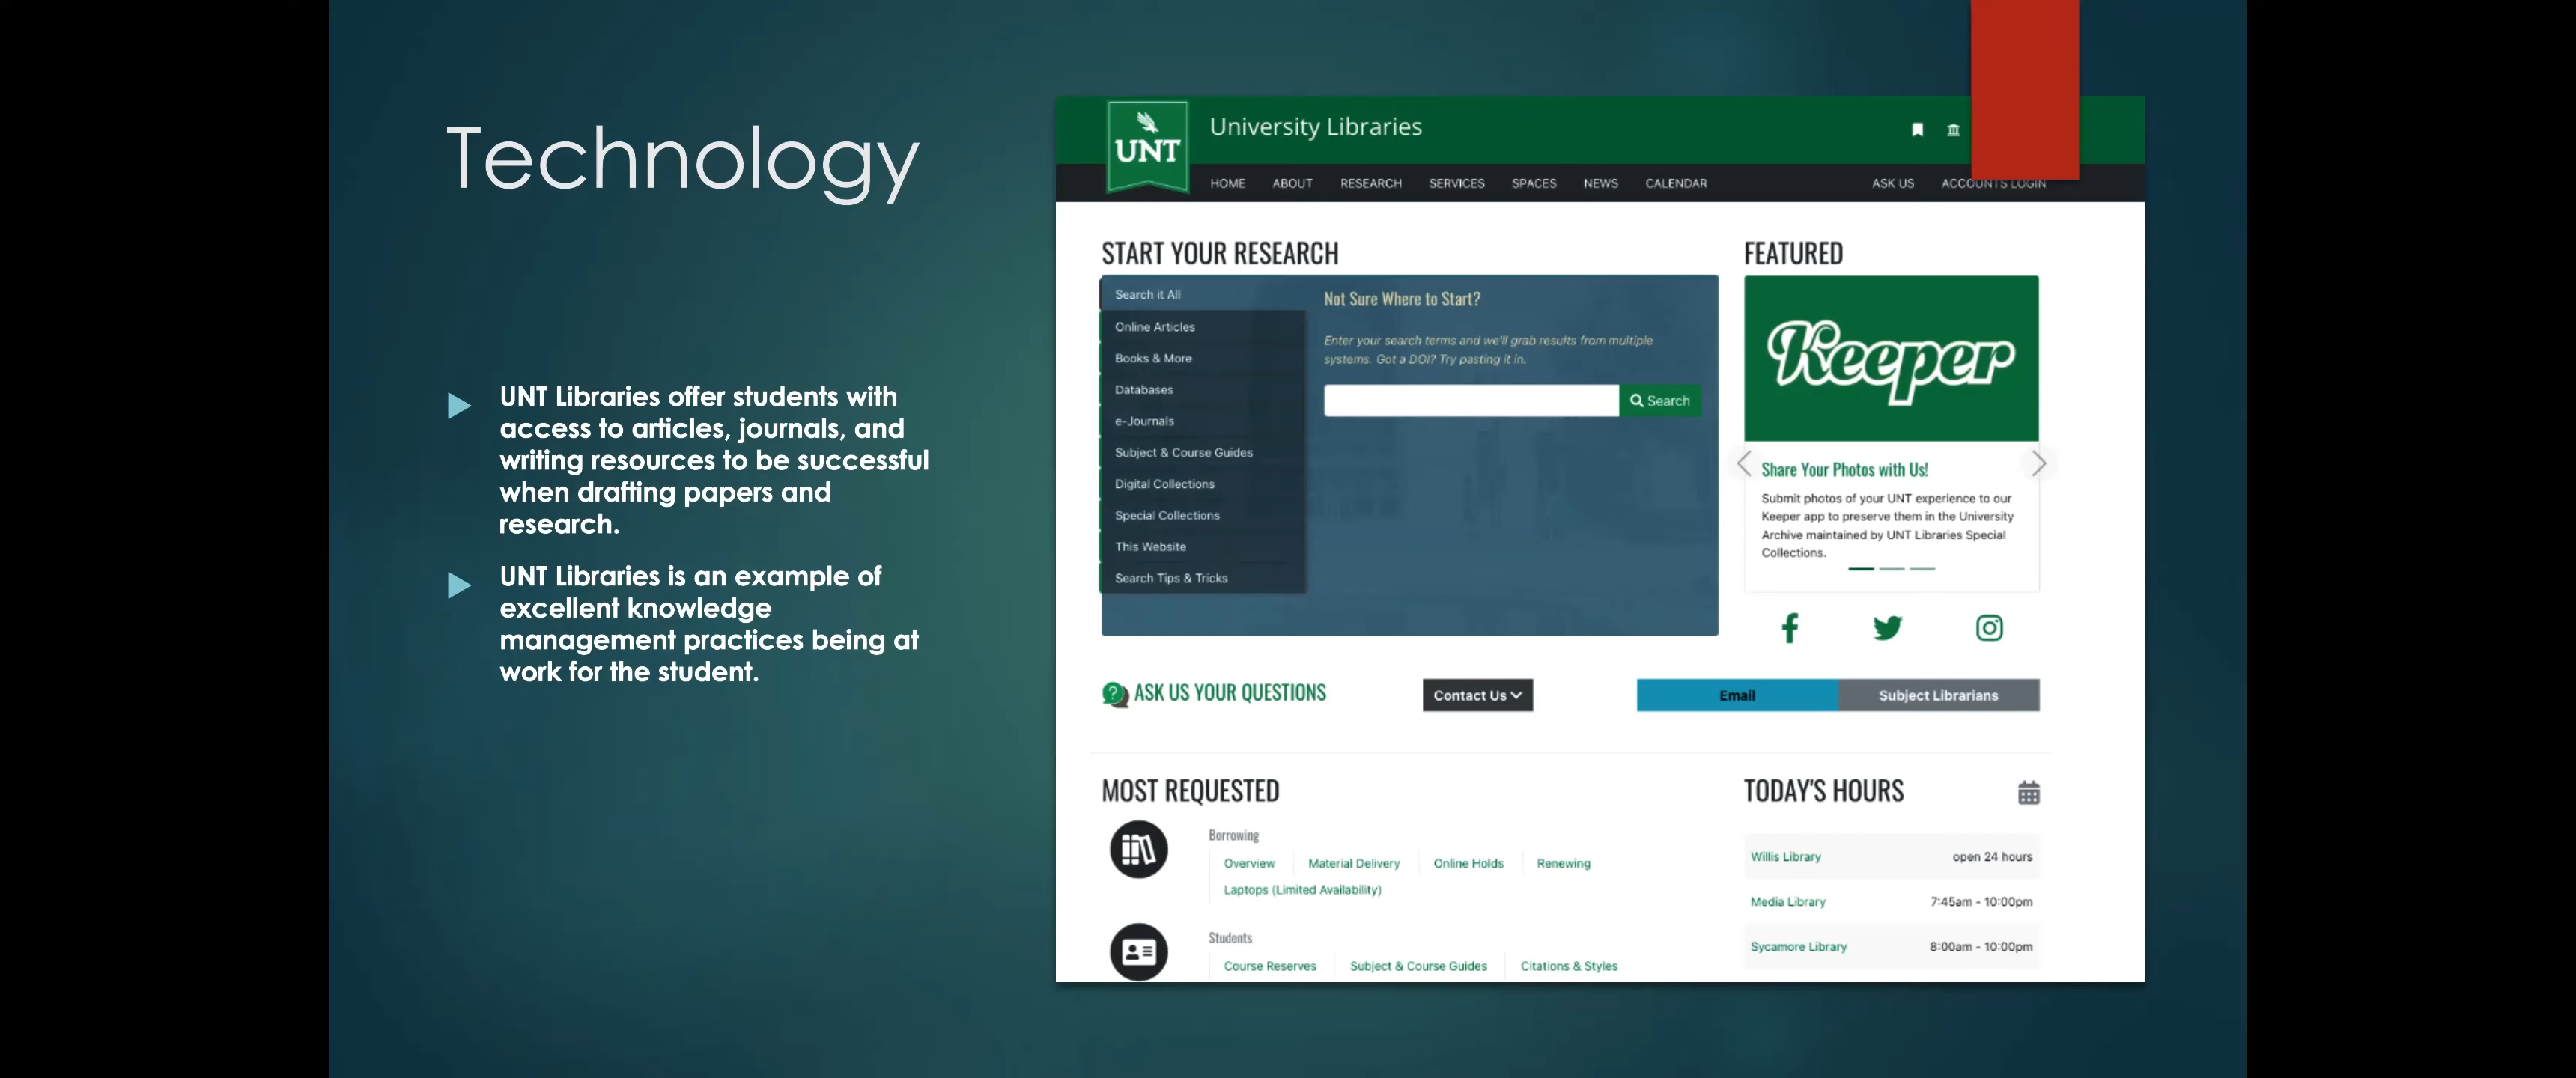 Technology
UNT Libraries offer students with
access to articles, journals, and
writing resources to be successful
when drafting papers and
research.
UNT Libraries is an example of
excellent knowledge
management practices being at
work for the student.
UNT
University Libraries
HOME ABOUT RESEARCH SERVICES SPACES NEWS CALENDAR ASK US ACCOUNTS LOGIN
START YOUR RESEARCH
Search it All
Online Articles
Books & More
Databases
e-Journals
Subject & Course Guides
Digital Collections
Special Collections
This Website
Search Tips & Tricks
Not Sure Where to Start?
Enter your search terms and we'll grab results from multiple
systems. Got a DOI? Try pasting it in.
Search
FEATURED
Keeper
Share Your Photos with Us!
Submit photos of your UNT experience to our
Keeper app to preserve them in the University
Archive maintained by UNT Libraries Special
Collections.
ASK US YOUR QUESTIONS
Contact Us
Email
Subject Librarians
MOST REQUESTED
Borrowing
Overview Material Delivery Online Holds Renewing
Laptops (Limited Availability)
Students
Course Reserves Subject & Course Guides Citations & Styles
TODAY'S HOURS
Willis Library open 24 hours
Media Library 7:45am - 10:00pm
Sycamore Library 8:00am - 10:00pm